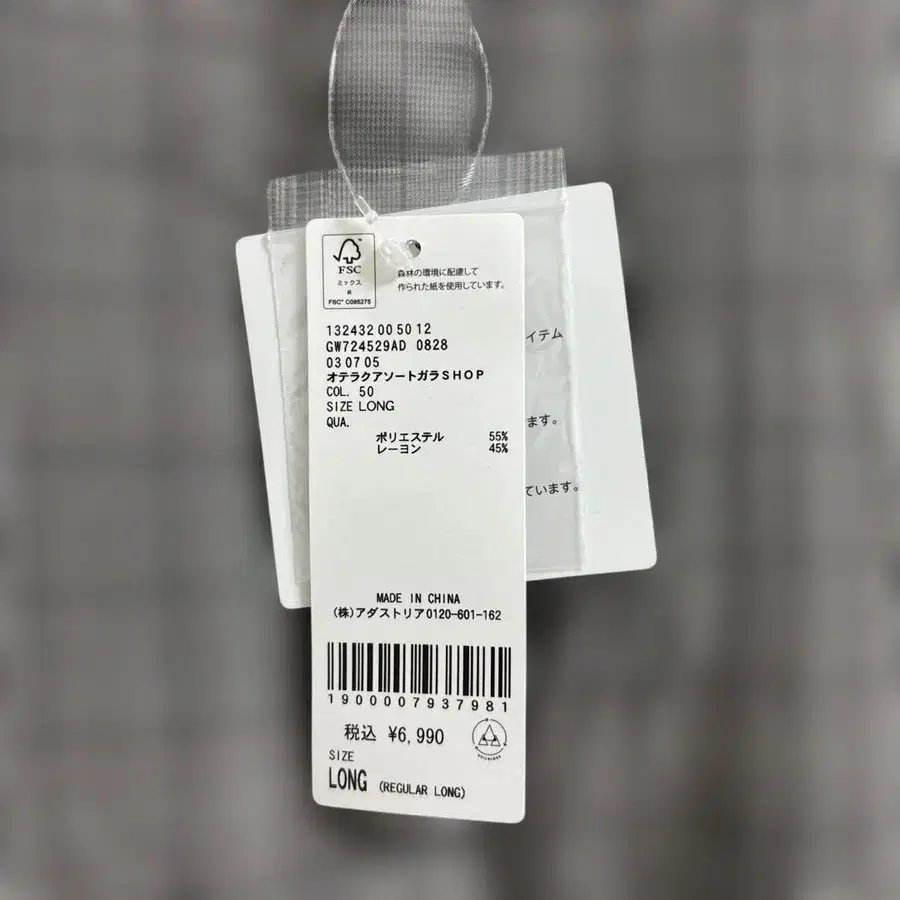 FSC
ミックス
紙
FSC® C095275
森林の環境に配慮して
作られた紙を使用しています。
132432 00 50 12
GW724529AD 0828
03 07 05
オテラクアソートガラSHOP
COL. 50
SIZE LONG
QUA.
ポリエステル 55%
レーヨン 45%
イテム
ます。
ています。
MADE IN CHINA
(株)アダストリア0120-601-162
1900007937981
税込 ¥6,990
SIZE
LONG (REGULAR LONG)